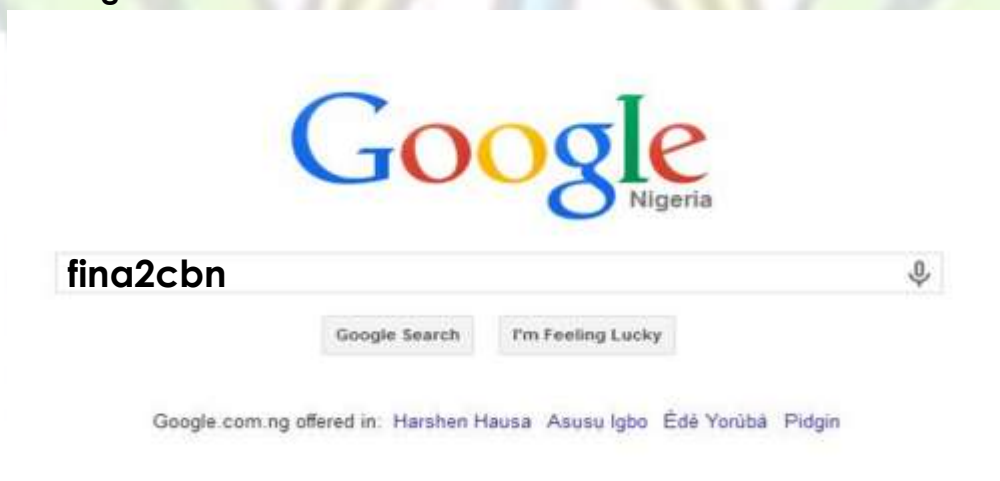 Google
Nigeria
fina2cbn
Google Search I'm Feeling Lucky
Google.com.ng offered in: Harshen Hausa Asusu Igbo Èdè Yorùbá Pidgin